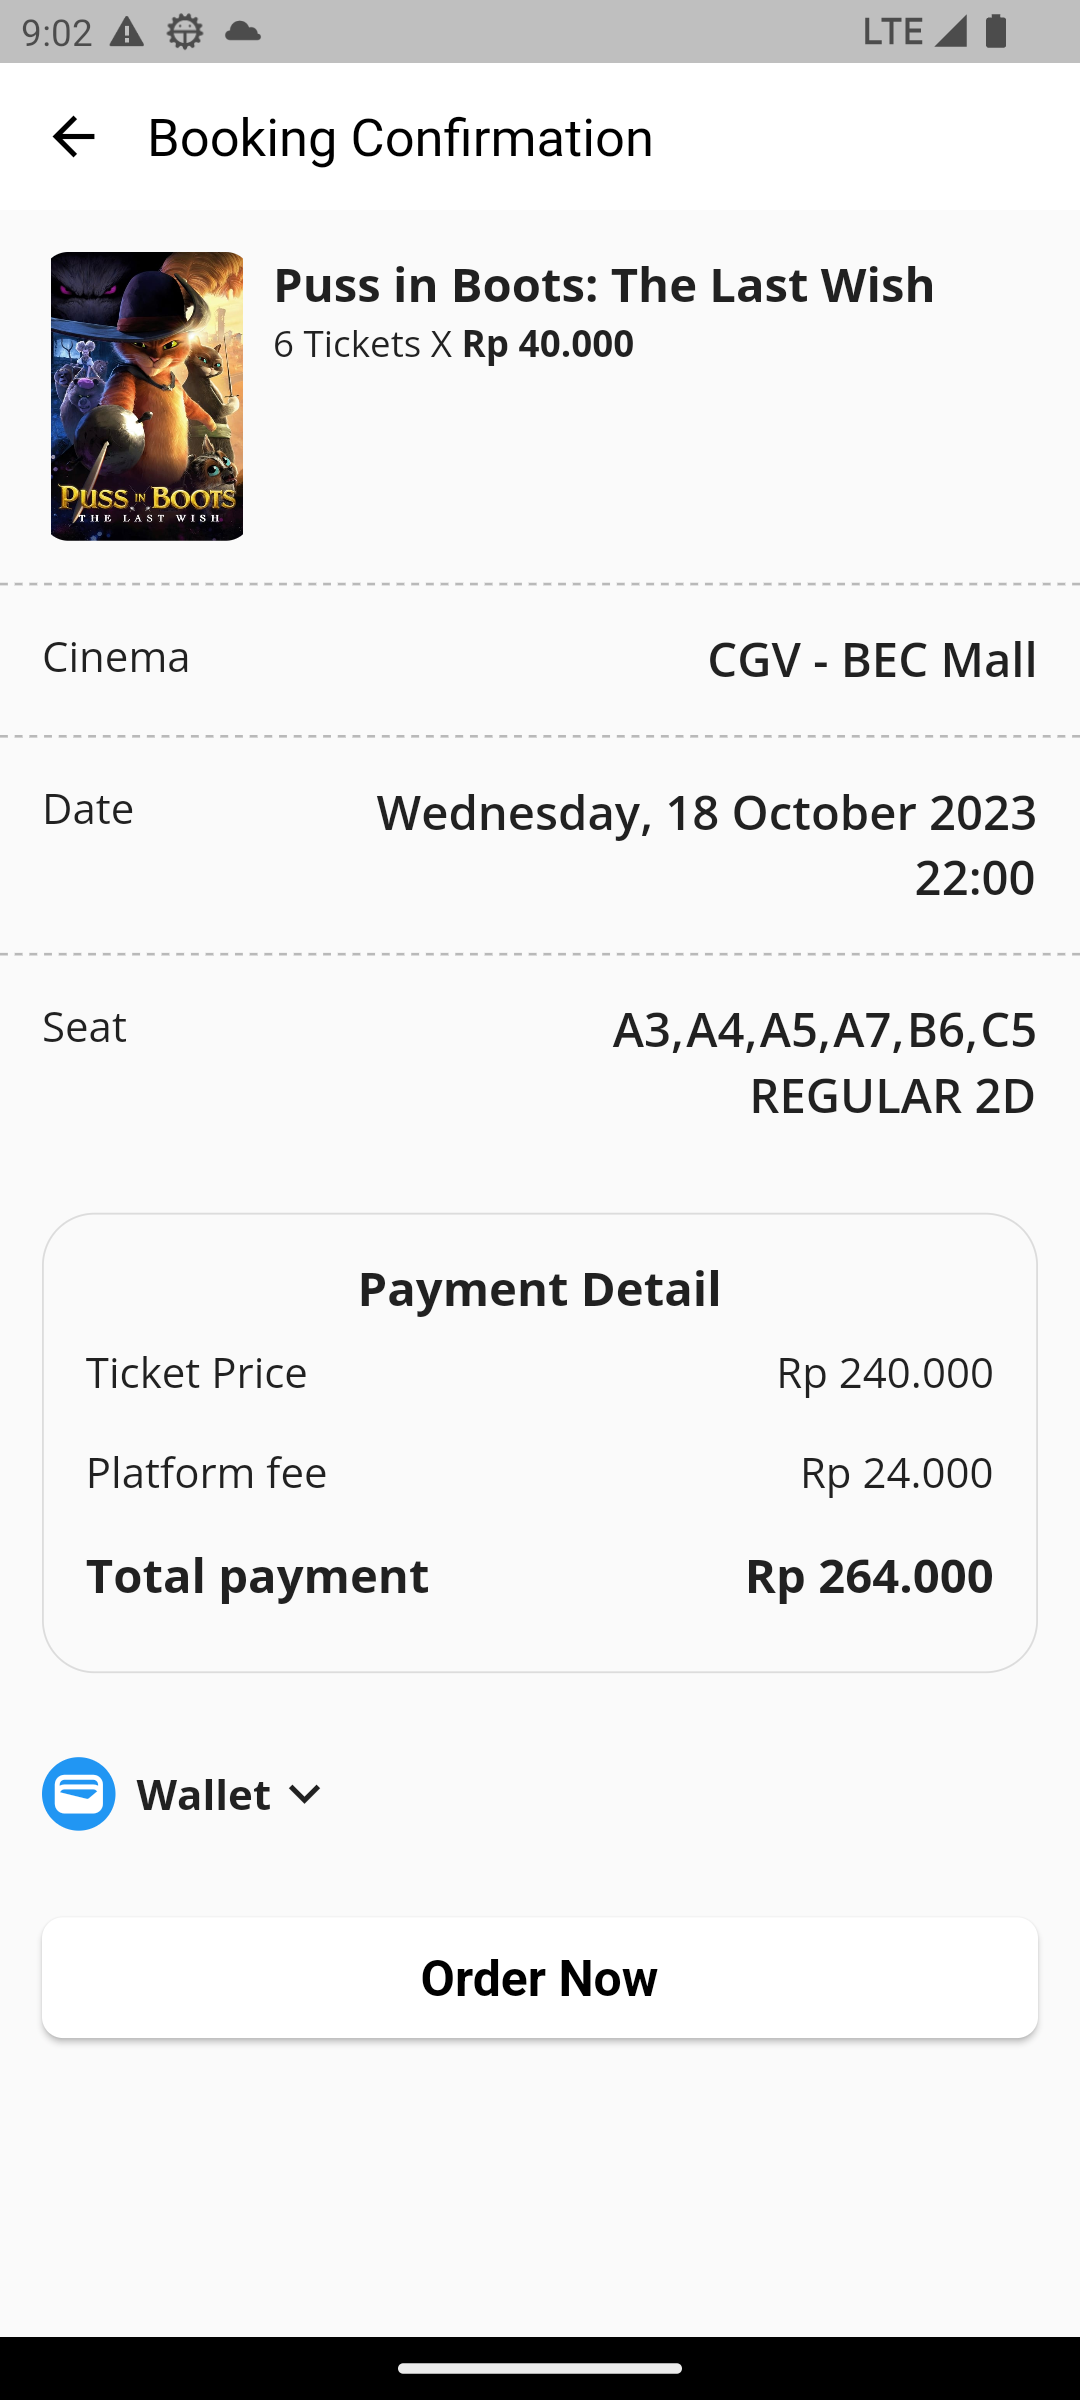 9:02
LTE
Booking Confirmation
Puss in Boots: The Last Wish
6 Tickets X Rp 40.000
PUSS IN BOOTS
THE LAST WISH
Cinema
CGV - BEC Mall
Date
Wednesday, 18 October 2023
22:00
Seat
A3,A4,A5,A7,B6,C5
REGULAR 2D
Payment Detail
Ticket Price
Rp 240.000
Platform fee
Rp 24.000
Total payment
Rp 264.000
Wallet
Order Now